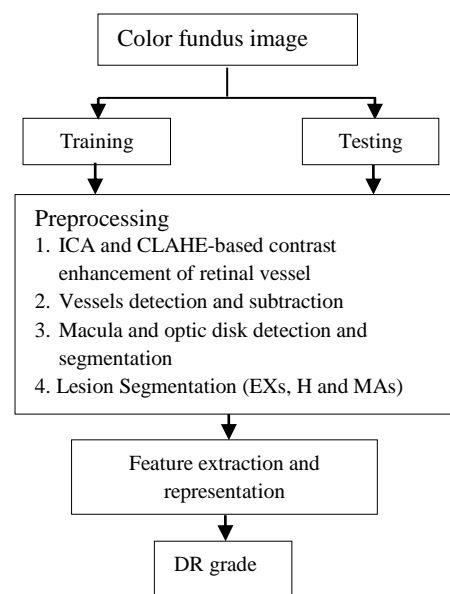 Color fundus image
Training
Testing
Preprocessing
1. ICA and CLAHE-based contrast
enhancement of retinal vessel
2. Vessels detection and subtraction
3. Macula and optic disk detection and
segmentation
4. Lesion Segmentation (EXs, H and MAs)
Feature extraction and
representation
DR grade